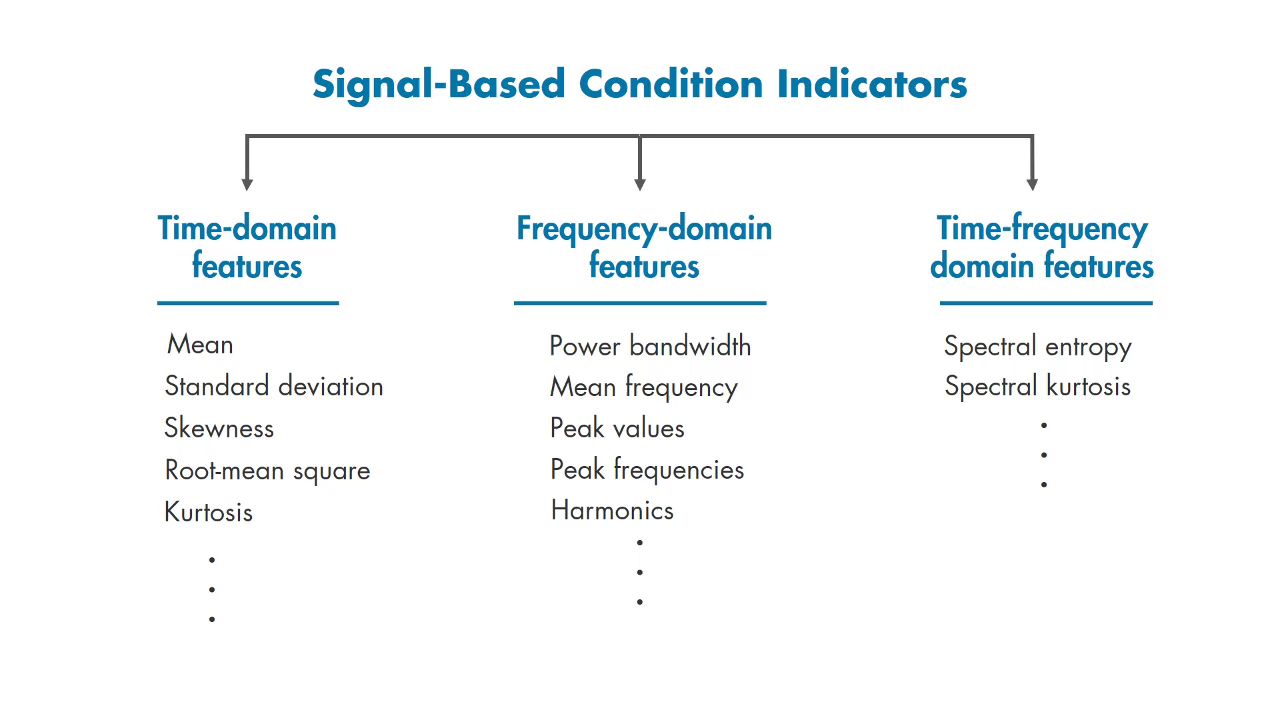 Signal-Based Condition Indicators
Time-domain
features
Mean
Standard deviation
Skewness
Root-mean square
Kurtosis
Frequency-domain
features
Power bandwidth
Mean frequency
Peak values
Peak frequencies
Harmonics
Time-frequency
domain features
Spectral entropy
Spectral kurtosis